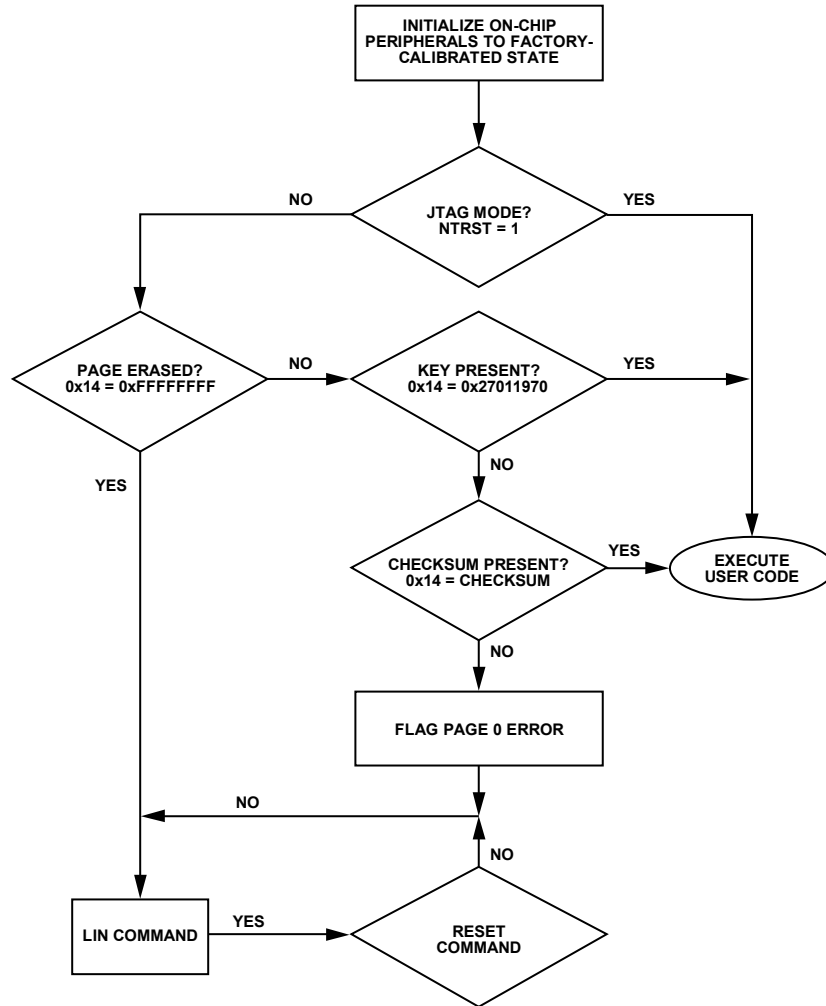 INITIALIZE ON-CHIP
PERIPHERALS TO FACTORY-
CALIBRATED STATE
NO
JTAG MODE?
NTRST = 1
YES
PAGE ERASED?
0x14 = 0xFFFFFFFF
NO
KEY PRESENT?
0x14 = 0x27011970
YES
NO
YES
CHECKSUM PRESENT?
0x14 = CHECKSUM
YES
EXECUTE
USER CODE
NO
FLAG PAGE 0 ERROR
NO
NO
LIN COMMAND
YES
RESET
COMMAND